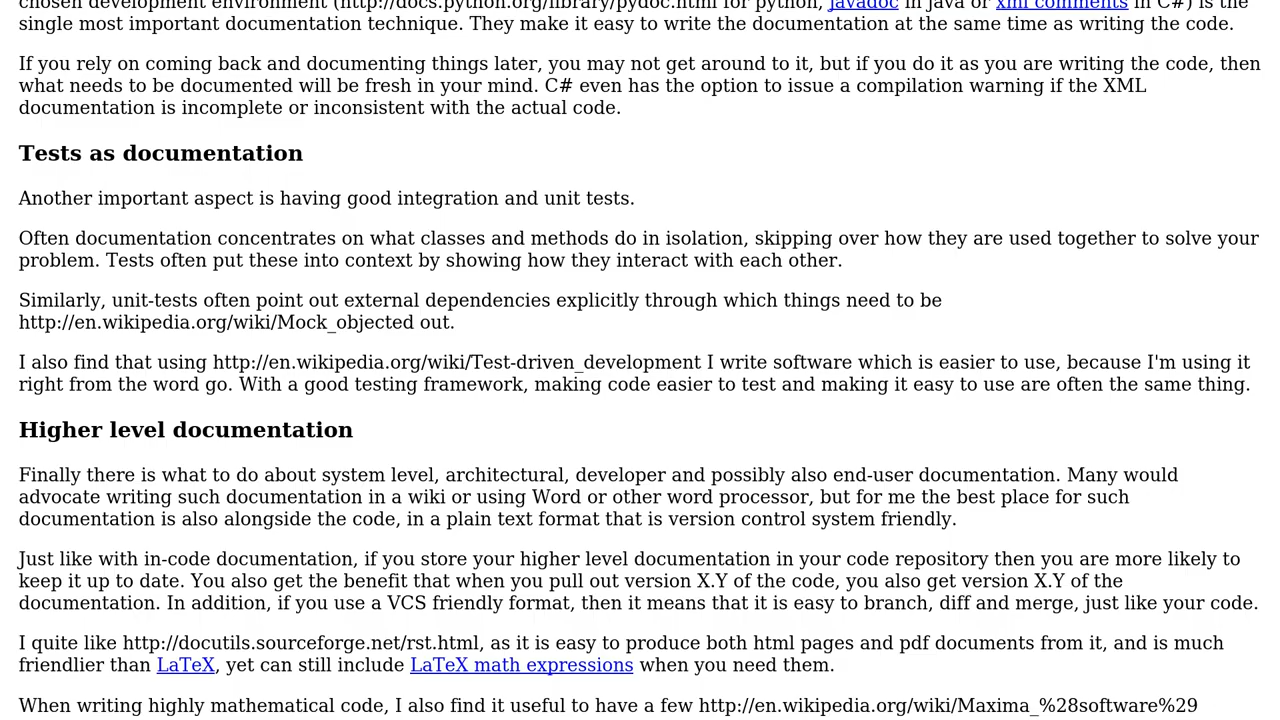 chosen development environment (http://docs.python.org/library/pydoc.html for python, javadoc in Java or xml comments in C#) is the
single most important documentation technique. They make it easy to write the documentation at the same time as writing the code.
If you rely on coming back and documenting things later, you may not get around to it, but if you do it as you are writing the code, then
what needs to be documented will be fresh in your mind. C# even has the option to issue a compilation warning if the XML
documentation is incomplete or inconsistent with the actual code.
Tests as documentation
Another important aspect is having good integration and unit tests.
Often documentation concentrates on what classes and methods do in isolation, skipping over how they are used together to solve your
problem. Tests often put these into context by showing how they interact with each other.
Similarly, unit-tests often point out external dependencies explicitly through which things need to be
http://en.wikipedia.org/wiki/Mock_objected out.
I also find that using http://en.wikipedia.org/wiki/Test-driven_development I write software which is easier to use, because I'm using it
right from the word go. With a good testing framework, making code easier to test and making it easy to use are often the same thing.
Higher level documentation
Finally there is what to do about system level, architectural, developer and possibly also end-user documentation. Many would
advocate writing such documentation in a wiki or using Word or other word processor, but for me the best place for such
documentation is also alongside the code, in a plain text format that is version control system friendly.
Just like with in-code documentation, if you store your higher level documentation in your code repository then you are more likely to
keep it up to date. You also get the benefit that when you pull out version X.Y of the code, you also get version X.Y of the
documentation. In addition, if you use a VCS friendly format, then it means that it is easy to branch, diff and merge, just like your code.
I quite like http://docutils.sourceforge.net/rst.html, as it is easy to produce both html pages and pdf documents from it, and is much
friendlier than LaTeX, yet can still include LaTeX math expressions when you need them.
When writing highly mathematical code, I also find it useful to have a few http://en.wikipedia.org/wiki/Maxima_%28software%29